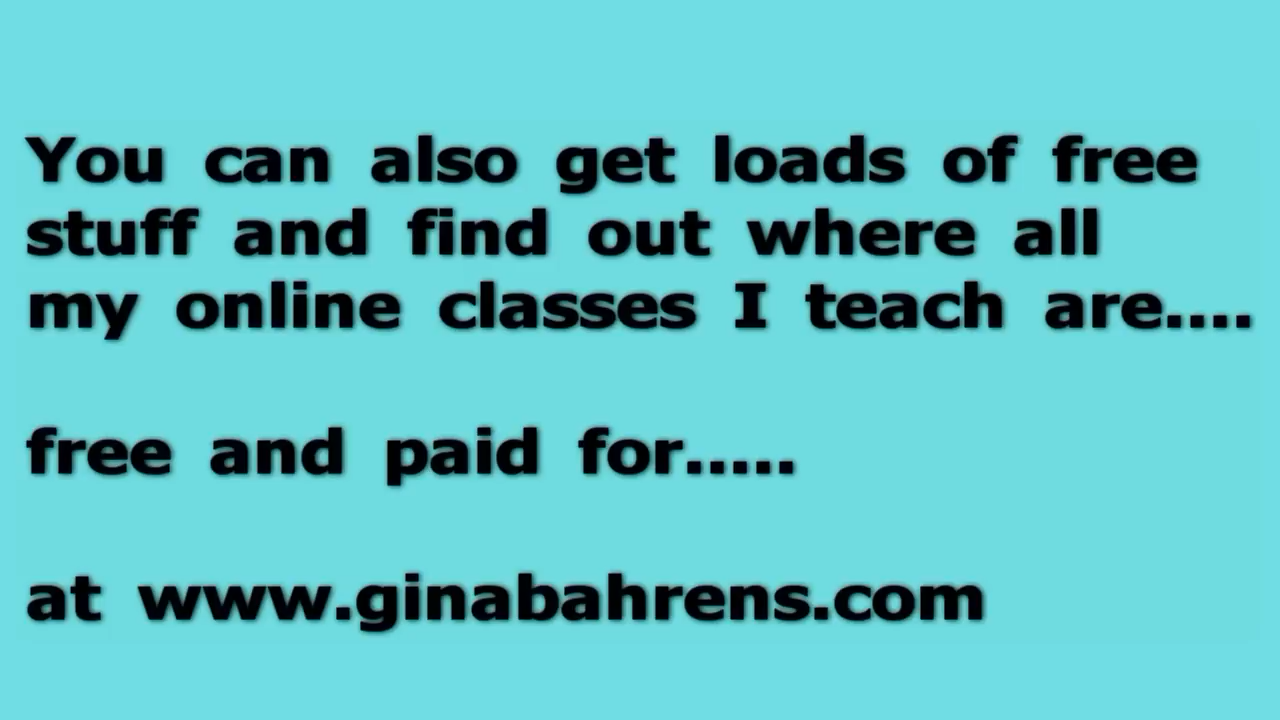 You can also get loads of free
stuff and find out where all
my online classes I teach are....
free and paid for.....
at www.ginabahrens.com